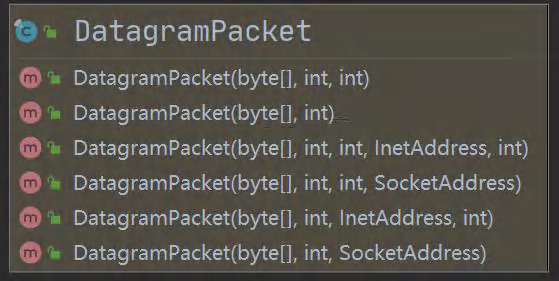 DatagramPacket
DatagramPacket(byte[], int, int)
DatagramPacket(byte[], int)
DatagramPacket(byte[], int, int, InetAddress, int)
DatagramPacket(byte[], int, int, SocketAddress)
DatagramPacket(byte[], int, InetAddress, int)
DatagramPacket(byte[], int, SocketAddress)